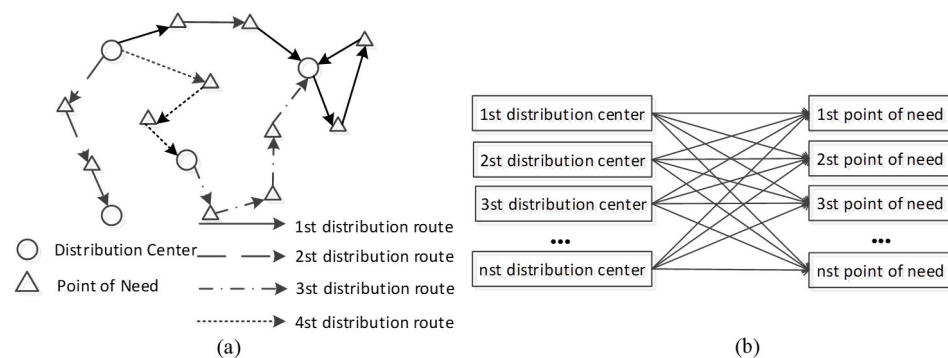 Distribution Center
Point of Need
1st distribution route
2st distribution route
3st distribution route
4st distribution route
(a)
1st distribution center
2st distribution center
3st distribution center
...
nst distribution center
1st point of need
2st point of need
3st point of need
...
nst point of need
(b)